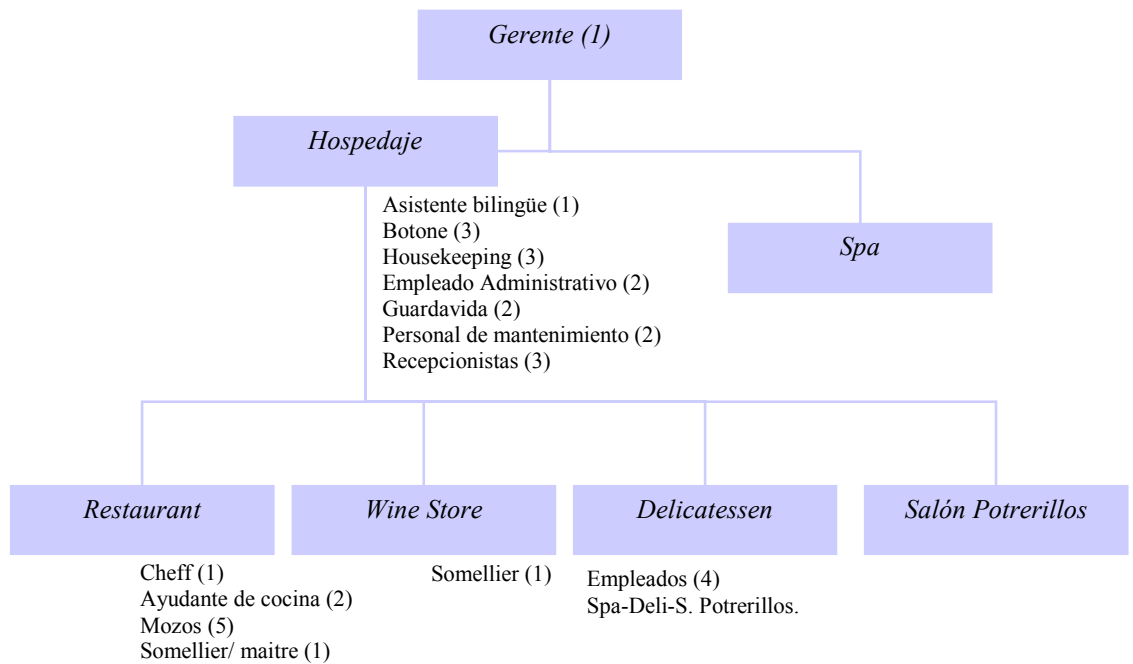 Gerente (1)
Hospedaje
Asistente bilingüe (1)
Botone (3)
Housekeeping (3)
Empleado Administrativo (2)
Guardavida (2)
Personal de mantenimiento (2)
Recepcionistas (3)
Spa
Restaurant
Cheff (1)
Ayudante de cocina (2)
Mozos (5)
Somellier/ maitre (1)
Wine Store
Somellier (1)
Delicatessen
Empleados (4)
Spa-Deli-S. Potrerillos.
Salón Potrerillos